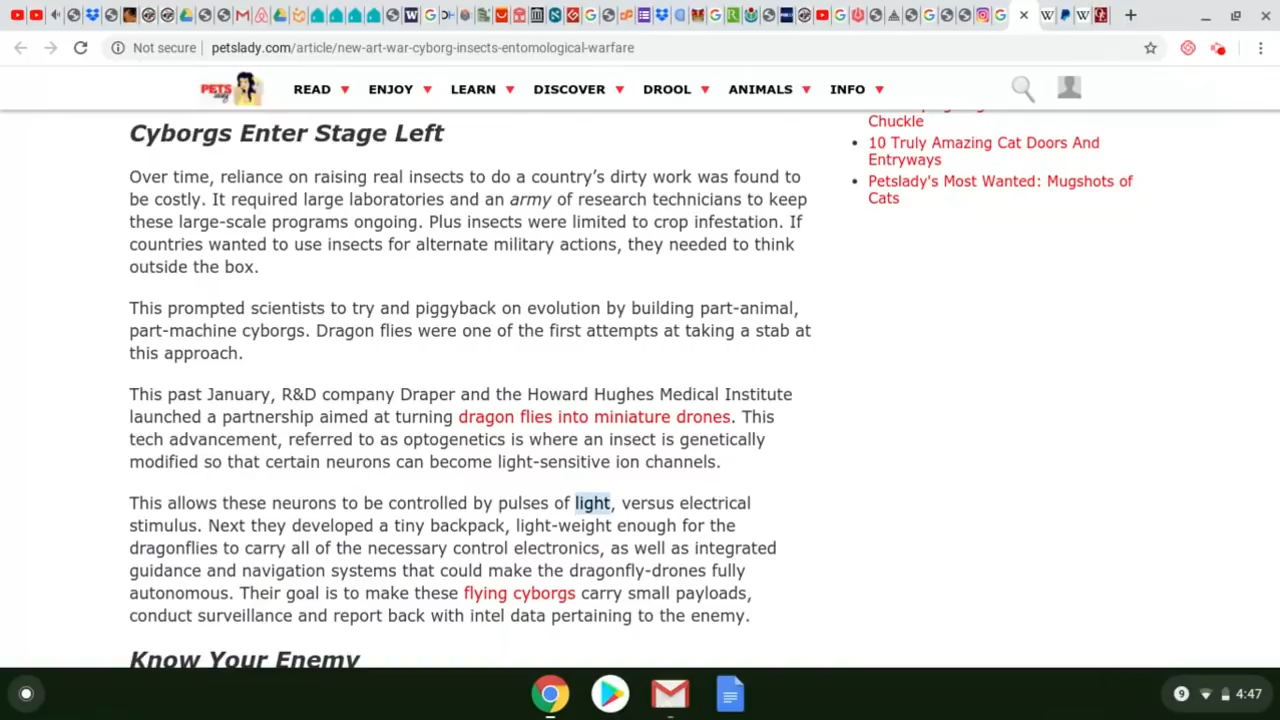 Not secure
petslady.com/article/new-art-war-cyborg-insects-entomological-warfare
PETS lady
READ ENJOY LEARN DISCOVER DROOL ANIMALS INFO
Cyborgs Enter Stage Left
Over time, reliance on raising real insects to do a country’s dirty work was found to
be costly. It required large laboratories and an army of research technicians to keep
these large-scale programs ongoing. Plus insects were limited to crop infestation. If
countries wanted to use insects for alternate military actions, they needed to think
outside the box.
This prompted scientists to try and piggyback on evolution by building part-animal,
part-machine cyborgs. Dragon flies were one of the first attempts at taking a stab at
this approach.
This past January, R&D company Draper and the Howard Hughes Medical Institute
launched a partnership aimed at turning dragon flies into miniature drones. This
tech advancement, referred to as optogenetics is where an insect is genetically
modified so that certain neurons can become light-sensitive ion channels.
This allows these neurons to be controlled by pulses of light, versus electrical
stimulus. Next they developed a tiny backpack, light-weight enough for the
dragonflies to carry all of the necessary control electronics, as well as integrated
guidance and navigation systems that could make the dragonfly-drones fully
autonomous. Their goal is to make these flying cyborgs carry small payloads,
conduct surveillance and report back with intel data pertaining to the enemy.
Know Your Enemy
Chuckle
10 Truly Amazing Cat Doors And
Entryways
Petslady's Most Wanted: Mugshots of
Cats
9
4:47